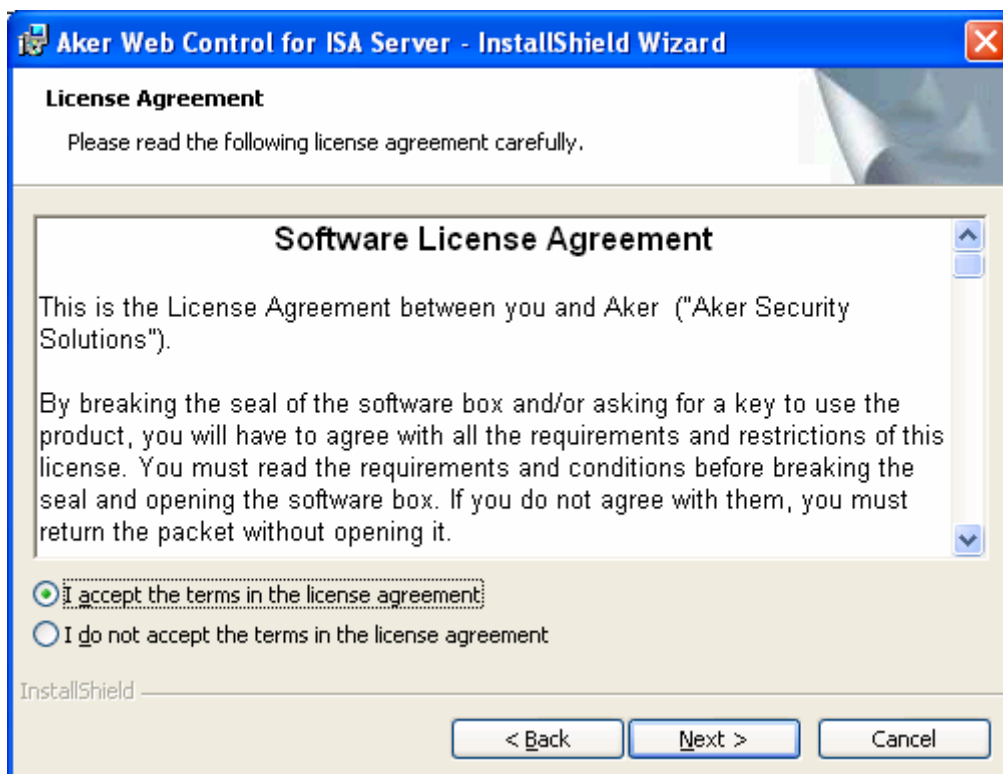 Aker Web Control for ISA Server - InstallShield Wizard
License Agreement
Please read the following license agreement carefully.
Software License Agreement
This is the License Agreement between you and Aker  ("Aker Security
Solutions").
By breaking the seal of the software box and/or asking for a key to use the
product, you will have to agree with all the requirements and restrictions of this
license. You must read the requirements and conditions before breaking the
seal and opening the software box. If you do not agree with them, you must
return the packet without opening it.
I accept the terms in the license agreement
I do not accept the terms in the license agreement
InstallShield
< Back
Next >
Cancel